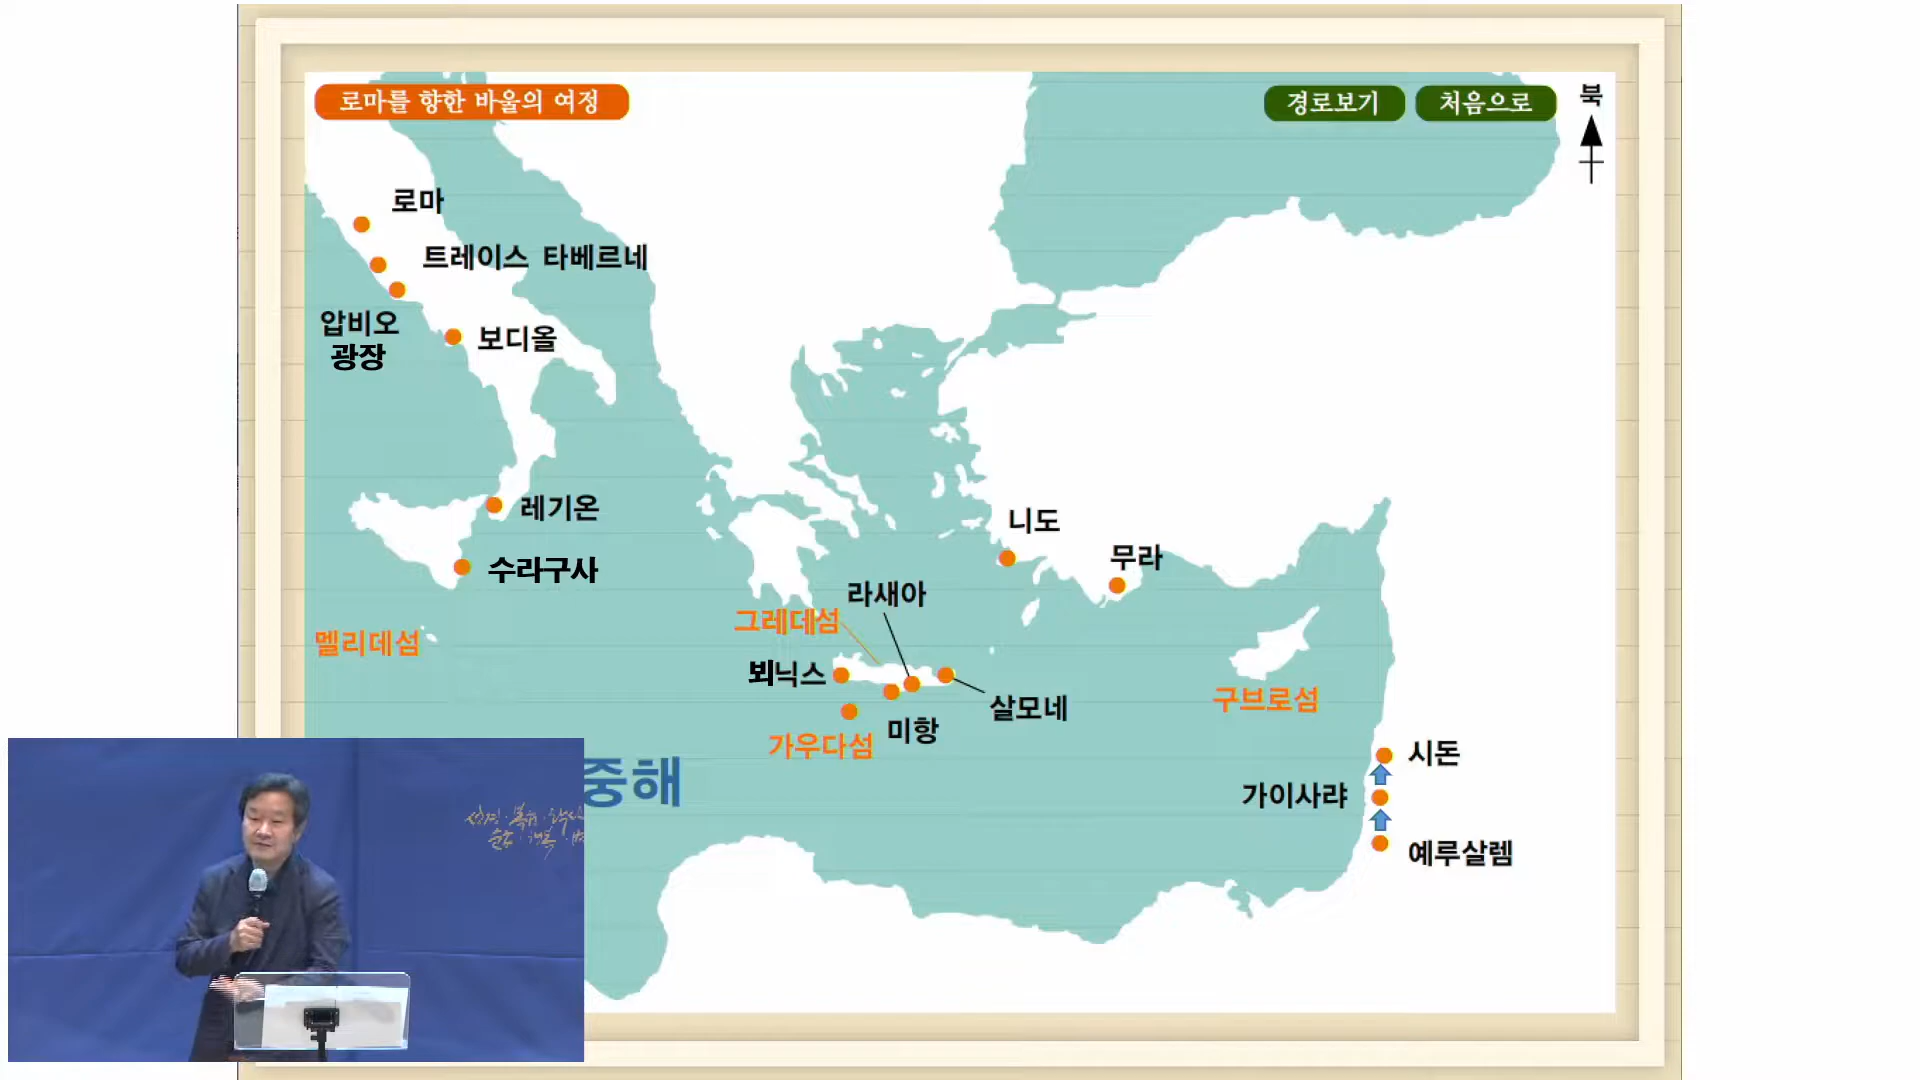 로마를 향한 바울의 여정
경로보기
처음으로
북
로마
트레이스 타베르네
압비오
광장
보디올
레기온
수라구사
멜리데섬
니도
무라
라새아
그레데섬
뵈닉스
살모네
미항
가우다섬
구브로섬
중해
시돈
가이사랴
예루살렘